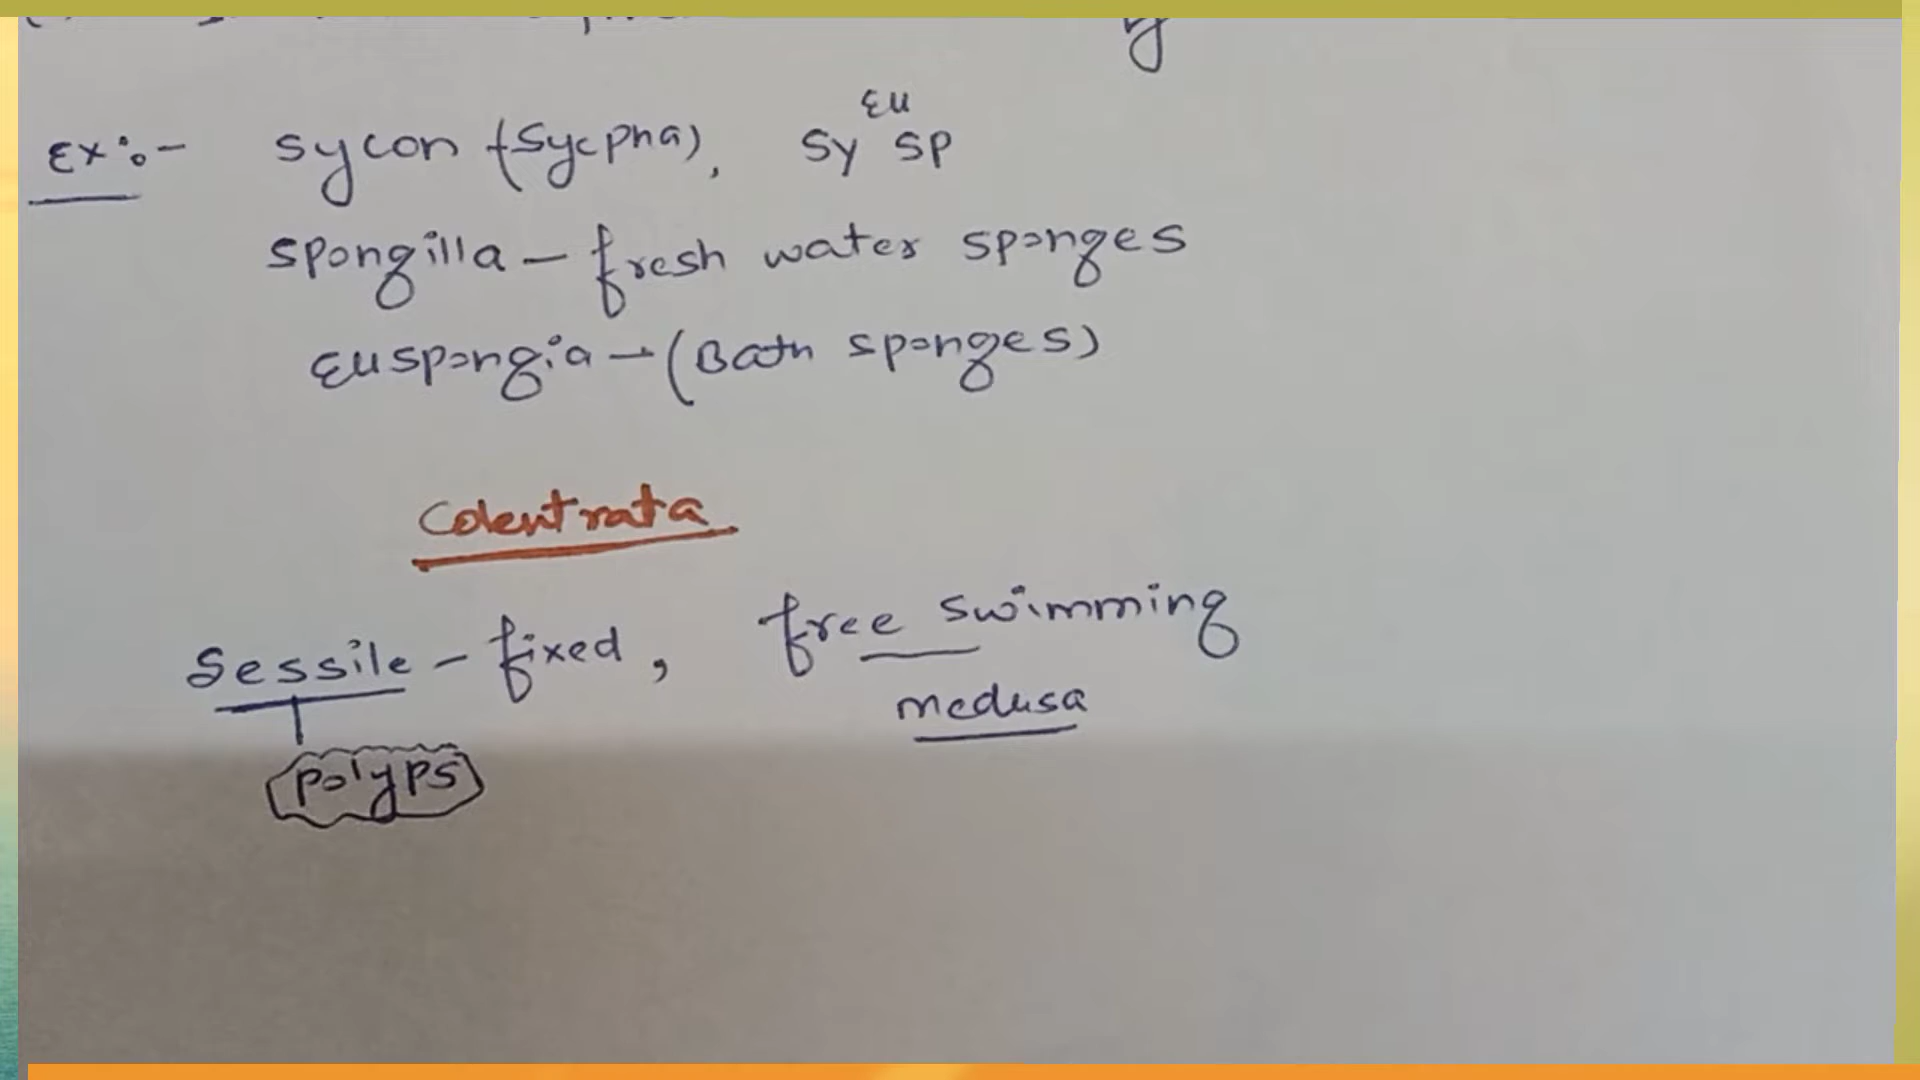 Ex:- Sycon (Sycpha), Sy Eu Sp
Spongilla - fresh water sponges
Euspongia - (Bath sponges)
Colentrata
Sessile - fixed, free swimming
medusa
polyps